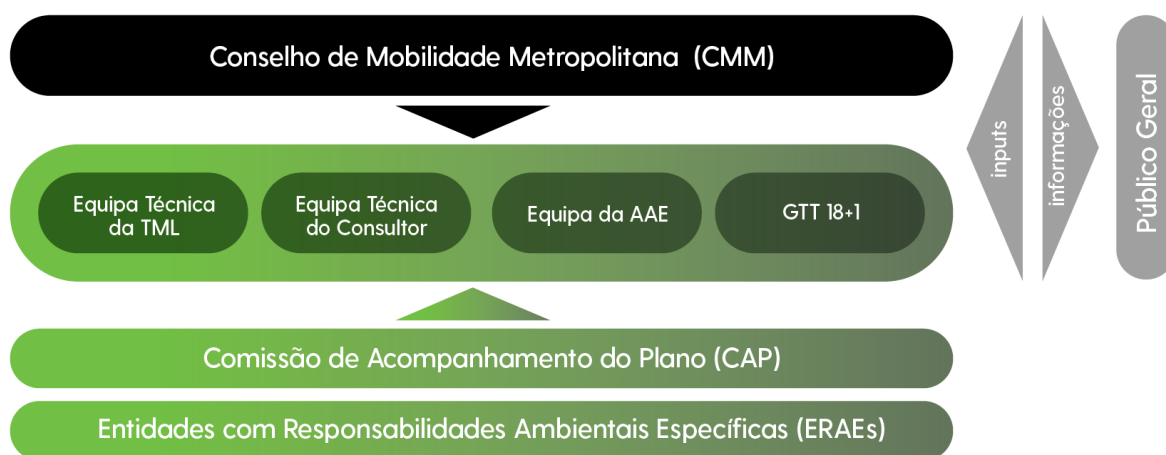 Conselho de Mobilidade Metropolitana (CMM)
Equipa Técnica
da TML
Equipa Técnica
do Consultor
Equipa da AAE
GTT 18+1
Comissão de Acompanhamento do Plano (CAP)
Entidades com Responsabilidades Ambientais Específicas (ERAEs)
inputs
informações
Público Geral